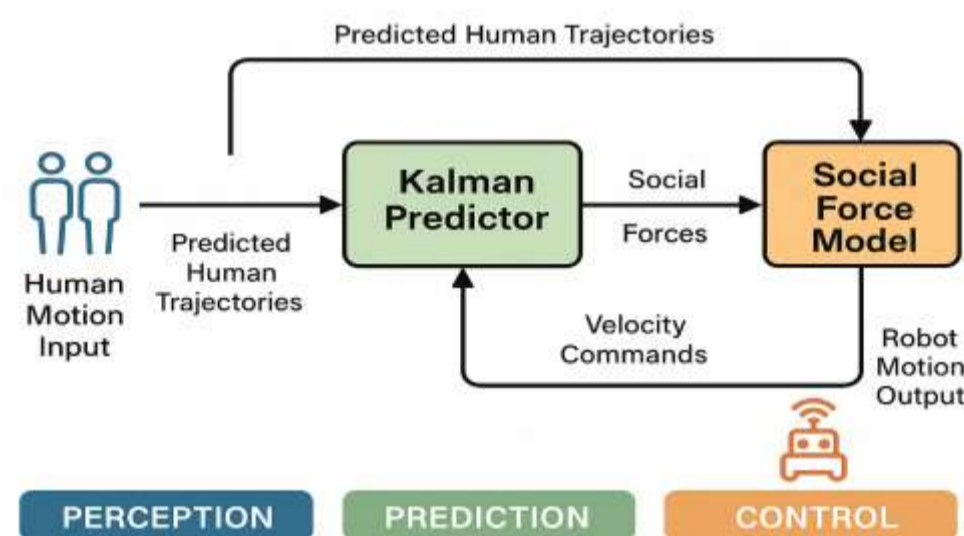 Predicted Human Trajectories
Human
Motion
Input
Predicted
Human
Trajectories
Kalman
Predictor
Social
Forces
Social
Force
Model
Velocity
Commands
Robot
Motion
Output
PERCEPTION
PREDICTION
CONTROL